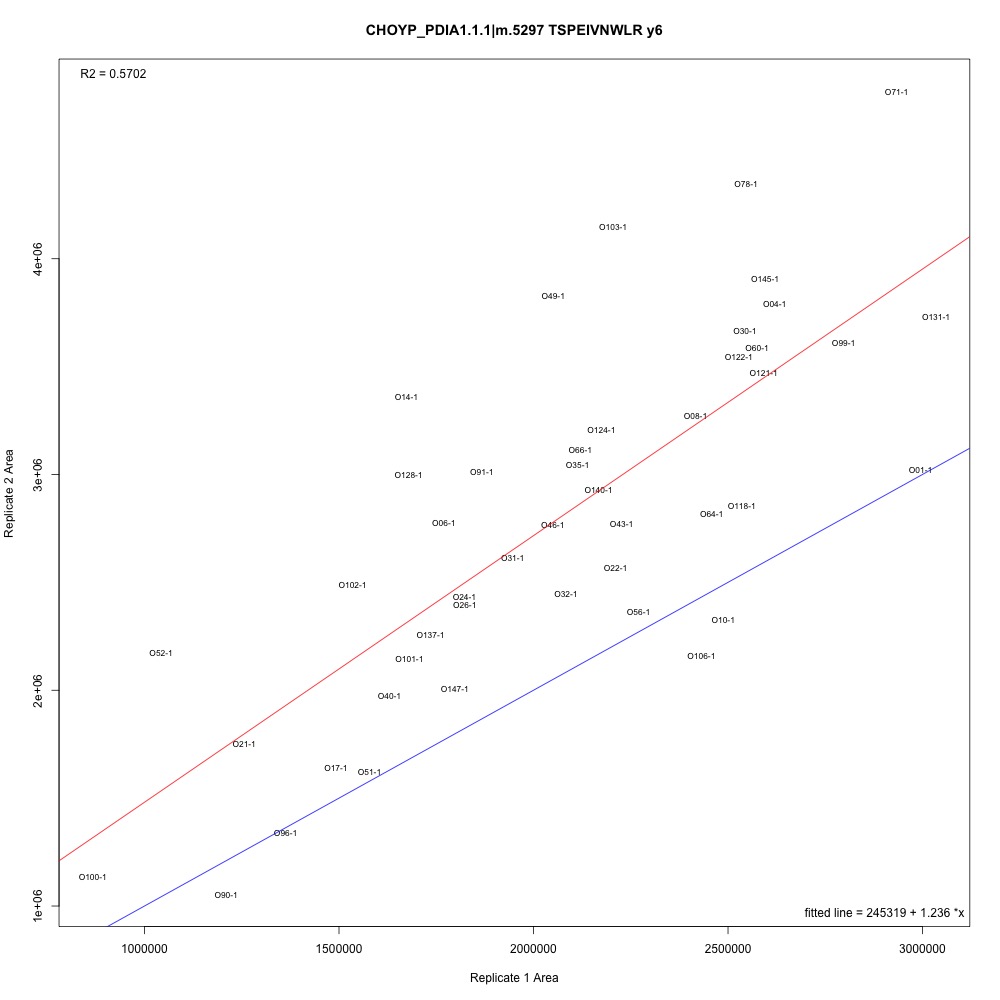 CHOYP_PDIA1.1.1|m.5297 TSPEIVNWLR y6
R2 = 0.5702
O71-1
O78-1
O103-1
4e+06
O145-1
O49-1
O04-1
O131-1
O30-1
O99-1
O60-1
O122-1
O121-1
O14-1
O08-1
O124-1
O66-1
O35-1
3e+06
O128-1
O91-1
O01-1
O140-1
O118-1
O64-1
O06-1
O46-1
O43-1
O31-1
O22-1
O102-1
O32-1
O24-1
O26-1
O56-1
O10-1
O137-1
O52-1
O101-1
O106-1
2e+06
O147-1
O40-1
O21-1
O17-1
O51-1
O96-1
O100-1
O90-1
1e+06
fitted line = 245319 + 1.236 *x
1000000 1500000 2000000 2500000 3000000
Replicate 1 Area
Replicate 2 Area